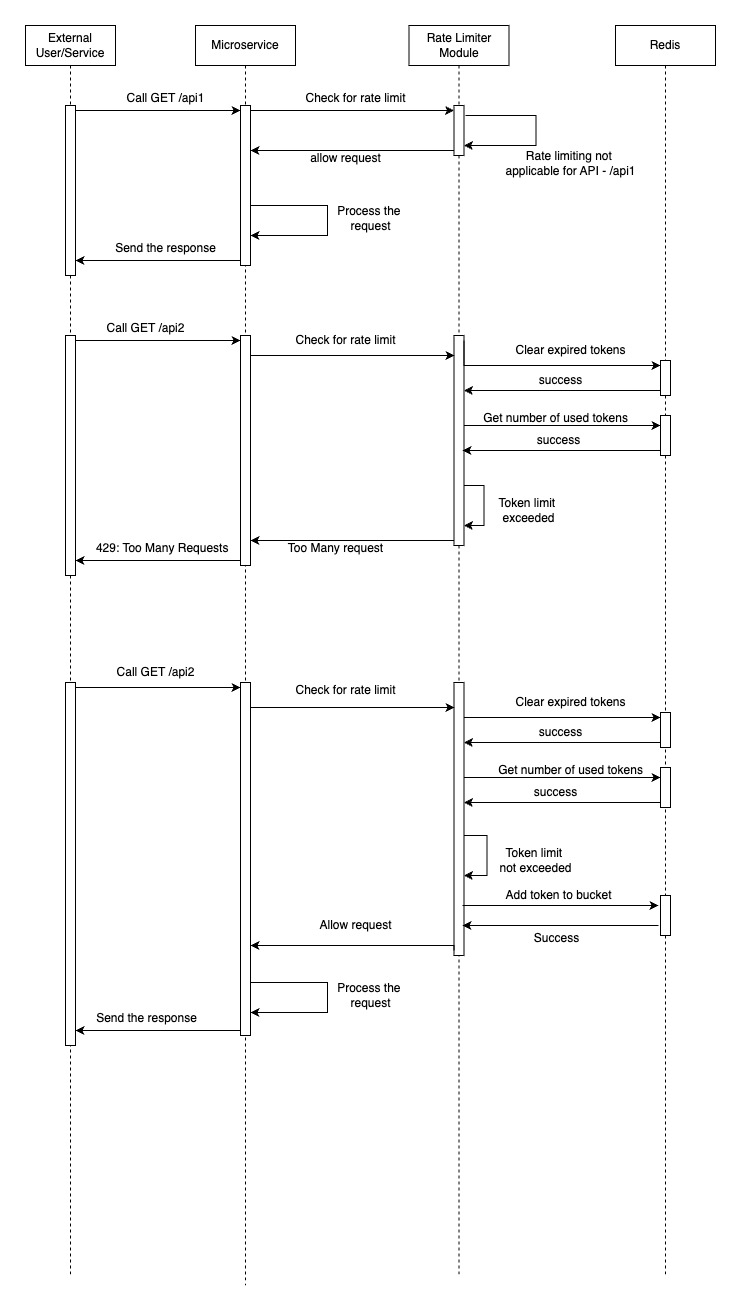 External
User/Service
Microservice
Rate Limiter
Module
Redis
Call GET /api1
Check for rate limit
allow request
Rate limiting not
applicable for API - /api1
Process the
request
Send the response
Call GET /api2
Check for rate limit
Clear expired tokens
success
Get number of used tokens
success
Token limit
exceeded
Too Many request
429: Too Many Requests
Call GET /api2
Check for rate limit
Clear expired tokens
success
Get number of used tokens
success
Token limit
not exceeded
Add token to bucket
Success
Allow request
Process the
request
Send the response